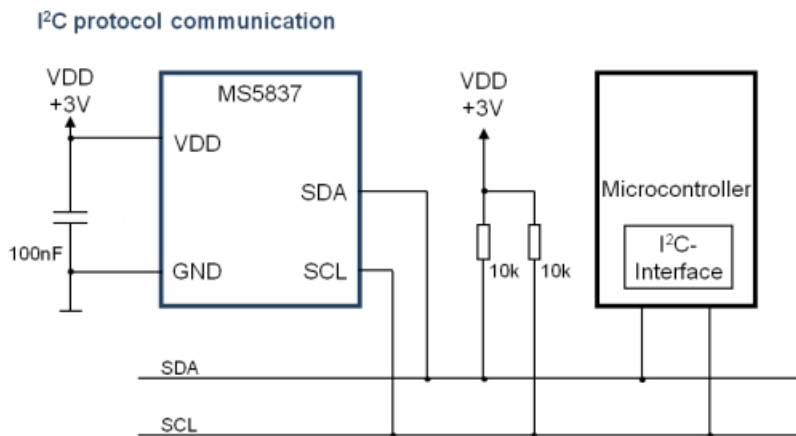 I²C protocol communication
VDD
+3V
MS5837
VDD
SDA
100nF
GND
SCL
VDD
+3V
10k
10k
Microcontroller
I²C-
Interface
SDA
SCL